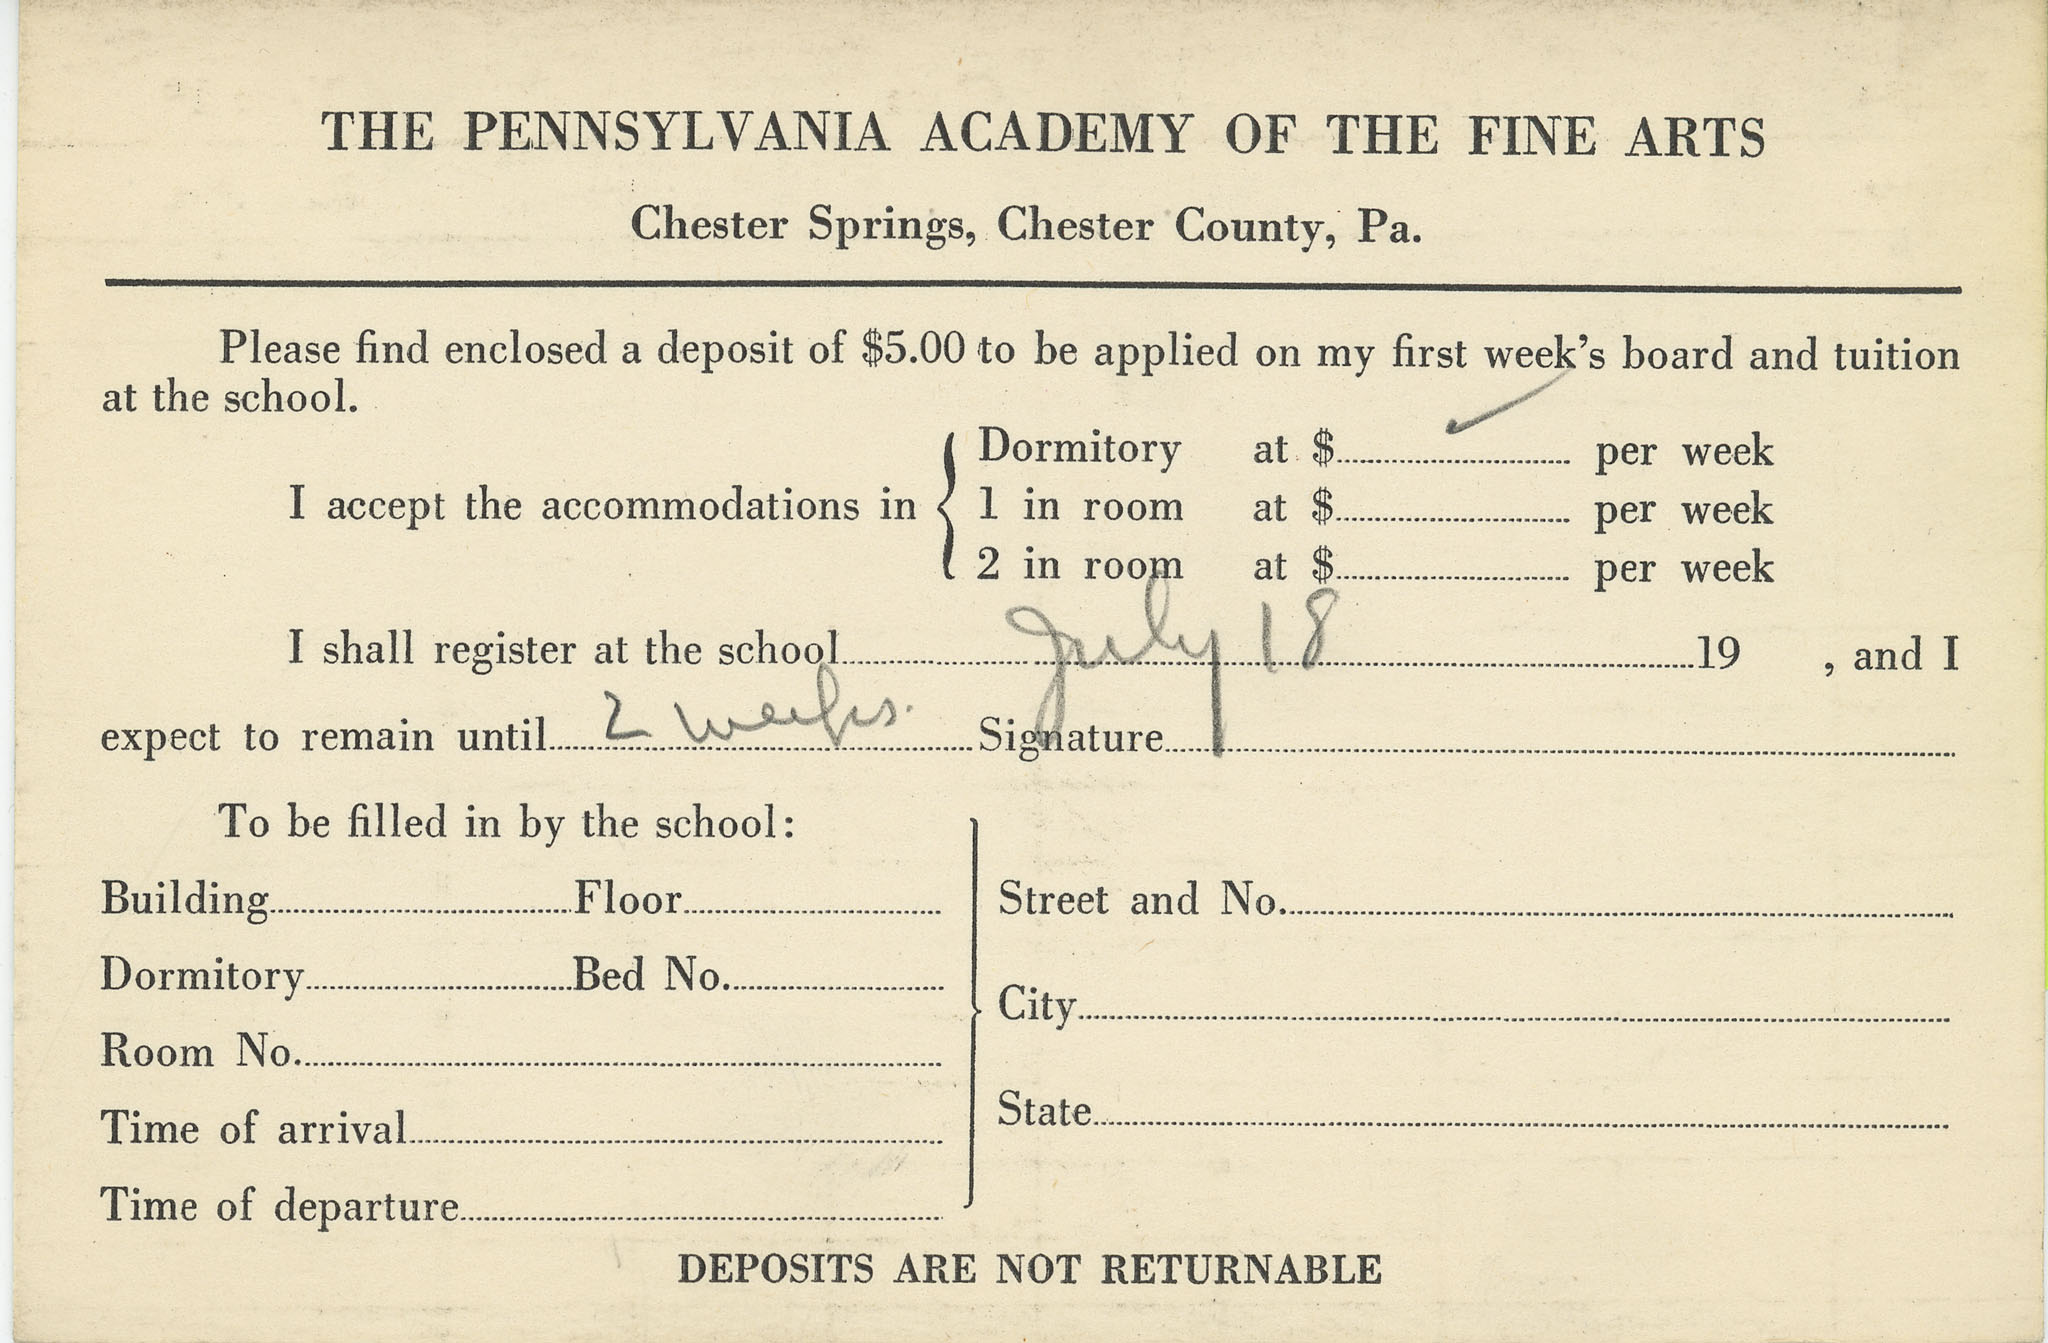 THE PENNSYLVANIA ACADEMY OF THE FINE ARTS
Chester Springs, Chester County, Pa.
Please find enclosed a deposit of $5.00 to be applied on my first week's board and tuition
at the school.
I accept the accommodations in
Dormitory at $ ✓ per week
1 in room at $ per week
2 in room at $ per week
I shall register at the school July 18 19 , and I
expect to remain until 2 weeks. Signature
To be filled in by the school:
Building Floor
Dormitory Bed No.
Room No.
Time of arrival
Time of departure
Street and No.
City
State
DEPOSITS ARE NOT RETURNABLE